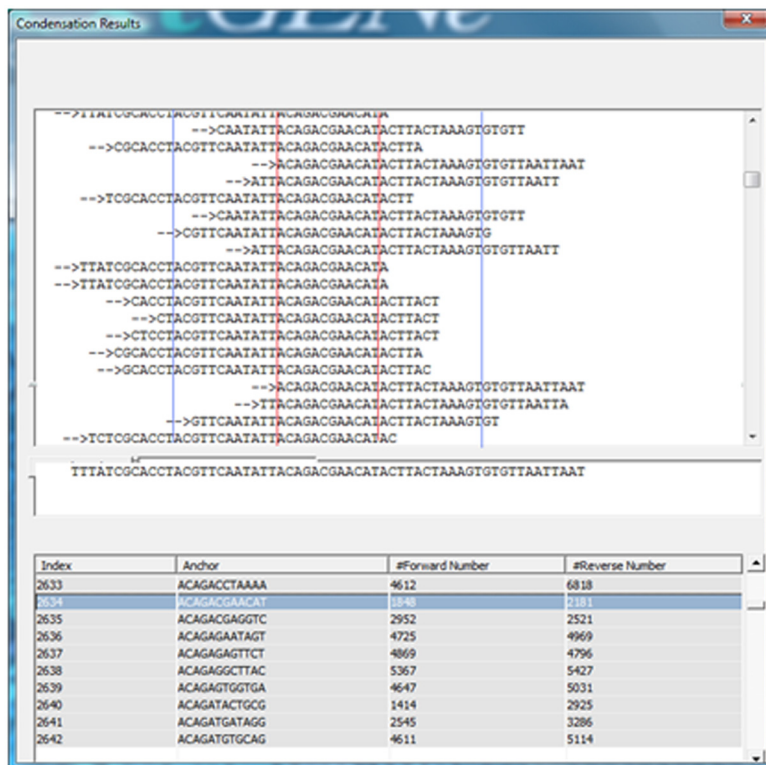 Condensation Results
-->TTATCGCACCTACGTTCAATATTACAGACGAACATA
-->CAATATTACAGACGAACATACTTACTAAAGTGTGTT
-->CGCACCTACGTTCAATATTACAGACGAACATACTTA
-->ACAGACGAACATACTTACTAAAGTGTGTTAATTAAT
-->ATTACAGACGAACATACTTACTAAAGTGTGTTAATT
-->TCGCACCTACGTTCAATATTACAGACGAACATACTT
-->CAATATTACAGACGAACATACTTACTAAAGTGTGTT
-->CGTTCAATATTACAGACGAACATACTTACTAAAGTG
-->ATTACAGACGAACATACTTACTAAAGTGTGTTAATT
-->TTATCGCACCTACGTTCAATATTACAGACGAACATA
-->TTATCGCACCTACGTTCAATATTACAGACGAACATA
-->CACCTACGTTCAATATTACAGACGAACATACTTACT
-->CTACGTTCAATATTACAGACGAACATACTTACT
-->CTCCTACGTTCAATATTACAGACGAACATACTTACT
-->CGCACCTACGTTCAATATTACAGACGAACATACTTA
-->GCACCTACGTTCAATATTACAGACGAACATACTTAC
-->ACAGACGAACATACTTACTAAAGTGTGTTAATTAAT
-->TTACAGACGAACATACTTACTAAAGTGTGTTAATTA
-->GTTCAATATTACAGACGAACATACTTACTAAAGTGT
-->TCTCGCACCTACGTTCAATATTACAGACGAACATAC
TTTATCGCACCTACGTTCAATATTACAGACGAACATACTTACTAAAGTGTGTTAATTAAT
Index Anchor #Forward Number #Reverse Number
2633 ACAGACCTAAAA 4612 6818
2634 ACAGACGAACAT 1848 2181
2635 ACAGACGAGGTC 2952 2521
2636 ACAGAGAATAGT 4725 4969
2637 ACAGAGAGTTCT 4869 4796
2638 ACAGAGGCTTAC 5367 5427
2639 ACAGAGTGGTGA 4647 5031
2640 ACAGATACTGCG 1414 2925
2641 ACAGATGATAGG 2545 3286
2642 ACAGATGTGCAG 4611 5114